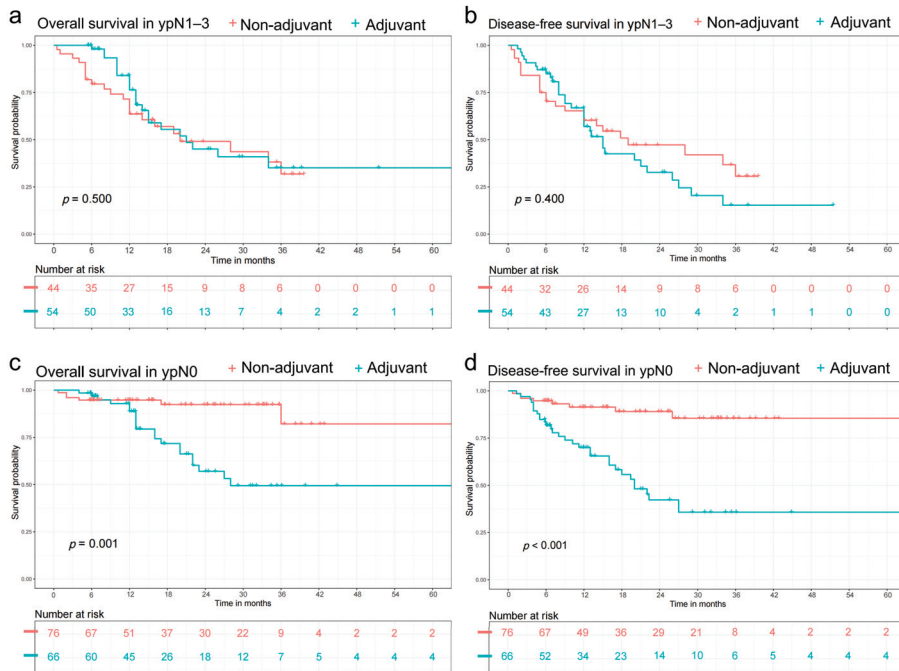 a
Overall survival in ypN1–3
+ Non-adjuvant + Adjuvant
Survival probability
1.00
0.75
0.50
0.25
0.00
p = 0.500
0 6 12 18 24 30 36 42 48 54 60
Time in months
Number at risk
44 35 27 15 9 8 6 0 0 0 0
54 50 33 16 13 7 4 2 2 1 1
b
Disease-free survival in ypN1–3
+ Non-adjuvant + Adjuvant
Survival probability
1.00
0.75
0.50
0.25
0.00
p = 0.400
0 6 12 18 24 30 36 42 48 54 60
Time in months
Number at risk
44 32 26 14 9 8 6 0 0 0 0
54 43 27 13 10 4 2 1 1 0 0
c
Overall survival in ypN0
+ Non-adjuvant + Adjuvant
Survival probability
1.00
0.75
0.50
0.25
0.00
p = 0.001
0 6 12 18 24 30 36 42 48 54 60
Time in months
Number at risk
76 67 51 37 30 22 9 4 2 2 2
66 60 45 26 18 12 7 5 4 4 4
d
Disease-free survival in ypN0
+ Non-adjuvant + Adjuvant
Survival probability
1.00
0.75
0.50
0.25
0.00
p < 0.001
0 6 12 18 24 30 36 42 48 54 60
Time in months
Number at risk
76 67 49 36 29 21 8 4 2 2 2
66 52 34 23 14 10 6 5 4 4 4